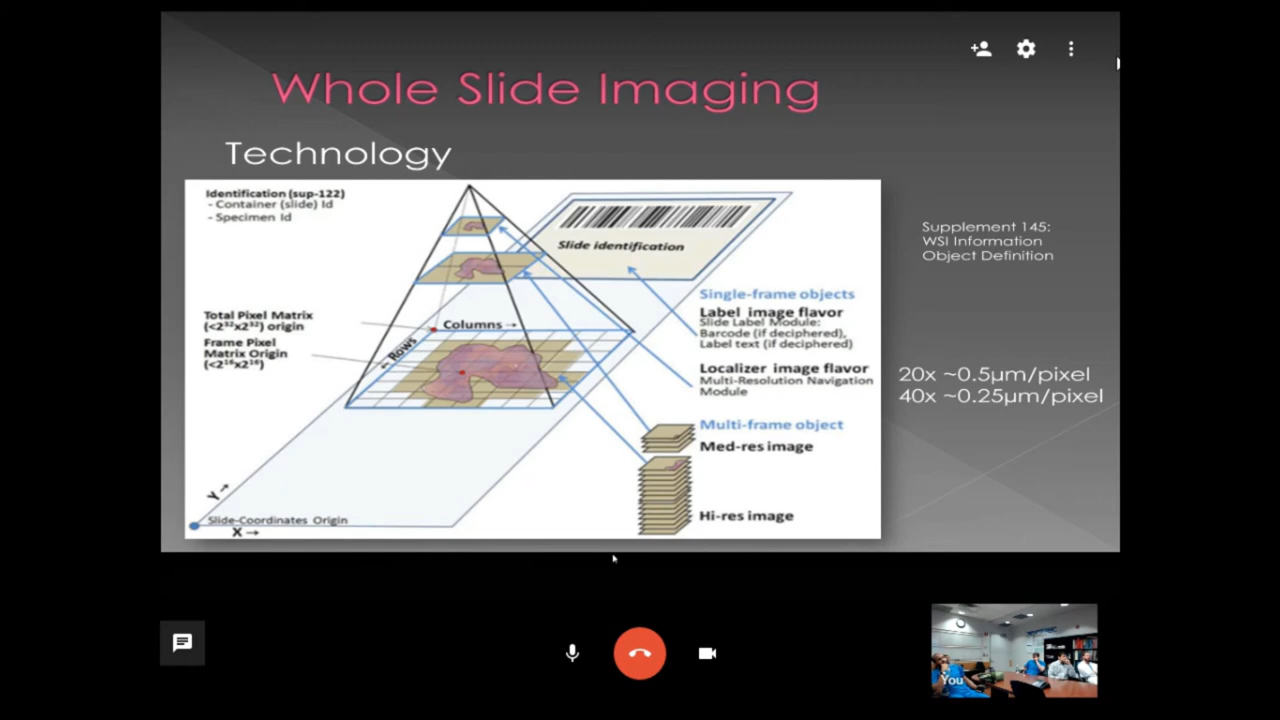 Whole Slide Imaging
Technology
Identification (sup-122)
- Container (slide) Id
- Specimen Id
Slide identification
Total Pixel Matrix
(<2³²x2³²) origin
Frame Pixel
Matrix Origin
(<2¹⁶x2¹⁶)
Columns→
←Rows
Y→
Slide-Coordinates Origin
X→
Single-frame objects
Label image flavor
Slide Label Module:
Barcode (if deciphered),
Label text (if deciphered)
Localizer image flavor
Multi-Resolution Navigation
Module
Multi-frame object
Med-res image
Hi-res image
Supplement 145:
WSI Information
Object Definition
20x ~0.5µm/pixel
40x ~0.25µm/pixel
You